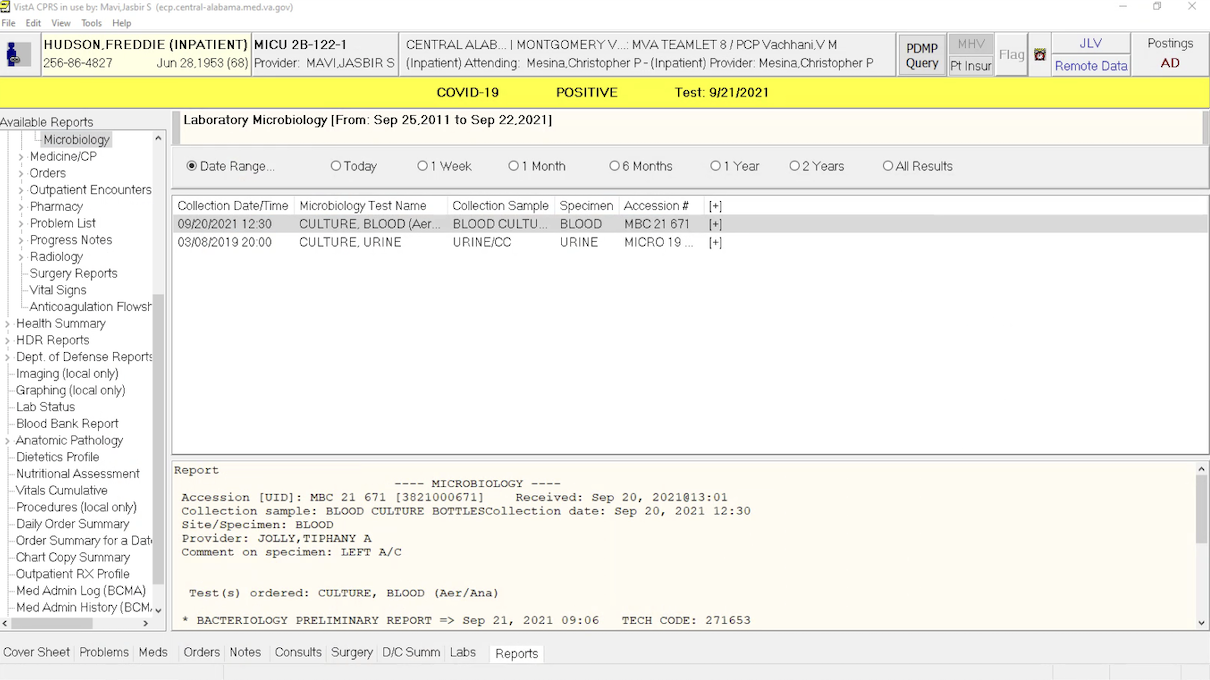 VistA CPRS in use by: Mavi,Jasbir S (ecp.central-alabama.med.va.gov)
File Edit View Tools Help
HUDSON,FREDDIE (INPATIENT) MICU 2B-122-1 CENTRAL ALAB... | MONTGOMERY V...: MVA TEAMLET 8 / PCP Vachhani,V M PDMP MHV Flag JLV Postings
256-86-4827 Jun 28,1953 (68) Provider: MAVI,JASBIR S (Inpatient) Attending: Mesina,Christopher P - (Inpatient) Provider: Mesina,Christopher P Query Pt Insur Remote Data AD
COVID-19 POSITIVE Test: 9/21/2021
Available Reports
Microbiology
Medicine/CP
Orders
Outpatient Encounters
Pharmacy
Problem List
Progress Notes
Radiology
Surgery Reports
Vital Signs
Anticoagulation Flowsh
Health Summary
HDR Reports
Dept. of Defense Reports
Imaging (local only)
Graphing (local only)
Lab Status
Blood Bank Report
Anatomic Pathology
Dietetics Profile
Nutritional Assessment
Vitals Cumulative
Procedures (local only)
Daily Order Summary
Order Summary for a Date
Chart Copy Summary
Outpatient RX Profile
Med Admin Log (BCMA)
Med Admin History (BCM
Laboratory Microbiology [From: Sep 25,2011 to Sep 22,2021]
Date Range... Today 1 Week 1 Month 6 Months 1 Year 2 Years All Results
Collection Date/Time Microbiology Test Name Collection Sample Specimen Accession # [+]
09/20/2021 12:30 CULTURE, BLOOD (Aer... BLOOD CULTU... BLOOD MBC 21 671 [+]
03/08/2019 20:00 CULTURE, URINE URINE/CC URINE MICRO 19 ... [+]
Report
---- MICROBIOLOGY ----
Accession [UID]: MBC 21 671 [3821000671] Received: Sep 20, 2021@13:01
Collection sample: BLOOD CULTURE BOTTLESCollection date: Sep 20, 2021 12:30
Site/Specimen: BLOOD
Provider: JOLLY,TIPHANY A
Comment on specimen: LEFT A/C
Test(s) ordered: CULTURE, BLOOD (Aer/Ana)
* BACTERIOLOGY PRELIMINARY REPORT => Sep 21, 2021 09:06 TECH CODE: 271653
Cover Sheet Problems Meds Orders Notes Consults Surgery D/C Summ Labs Reports